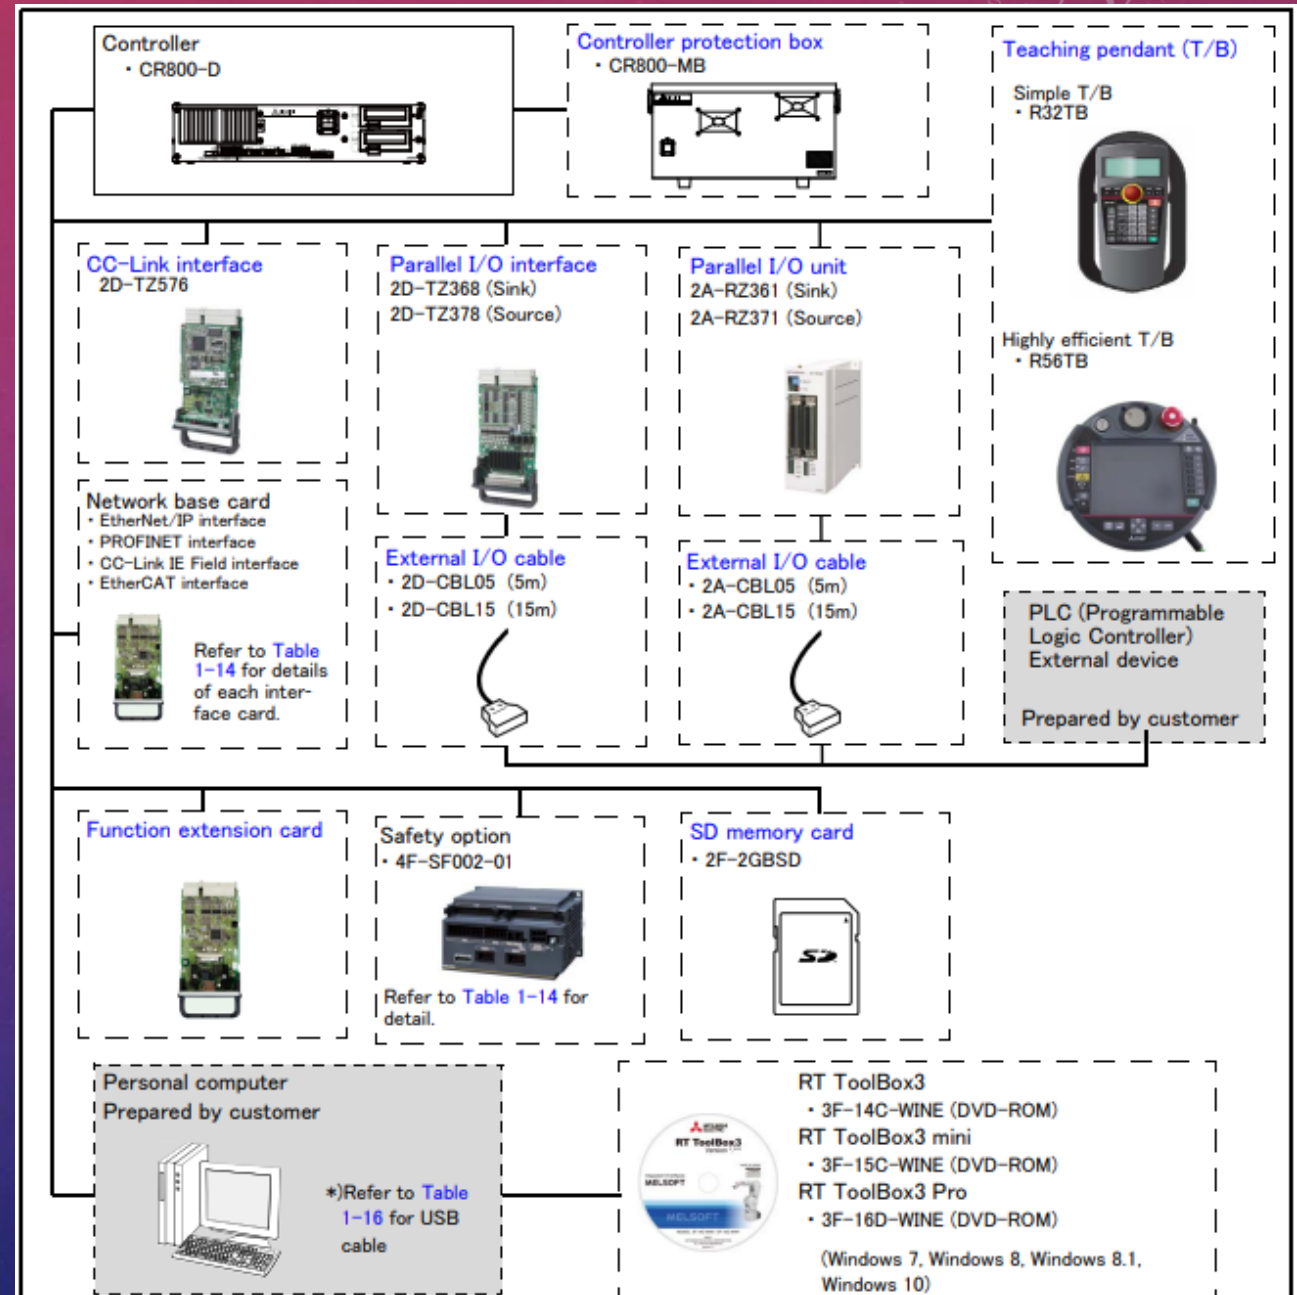 Controller
・ CR800-D
Controller protection box
・ CR800-MB
Teaching pendant (T/B)
Simple T/B
・ R32TB
Highly efficient T/B
・ R56TB
CC-Link interface
2D-TZ576
Parallel I/O interface
2D-TZ368 (Sink)
2D-TZ378 (Source)
Parallel I/O unit
2A-RZ361 (Sink)
2A-RZ371 (Source)
Network base card
・ EtherNet/IP interface
・ PROFINET interface
・ CC-Link IE Field interface
・ EtherCAT interface
Refer to Table
1-14 for details
of each inter-
face card.
External I/O cable
・ 2D-CBL05 (5m)
・ 2D-CBL15 (15m)
External I/O cable
・ 2A-CBL05 (5m)
・ 2A-CBL15 (15m)
PLC (Programmable
Logic Controller)
External device
Prepared by customer
Function extension card
Safety option
・ 4F-SF002-01
Refer to Table 1-14 for
detail.
SD memory card
・ 2F-2GBSD
SD
Personal computer
Prepared by customer
*)Refer to Table
1-16 for USB
cable
RT ToolBox3
MELSOFT
MELSOFT
RT ToolBox3
・ 3F-14C-WINE (DVD-ROM)
RT ToolBox3 mini
・ 3F-15C-WINE (DVD-ROM)
RT ToolBox3 Pro
・ 3F-16D-WINE (DVD-ROM)
(Windows 7, Windows 8, Windows 8.1,
Windows 10)